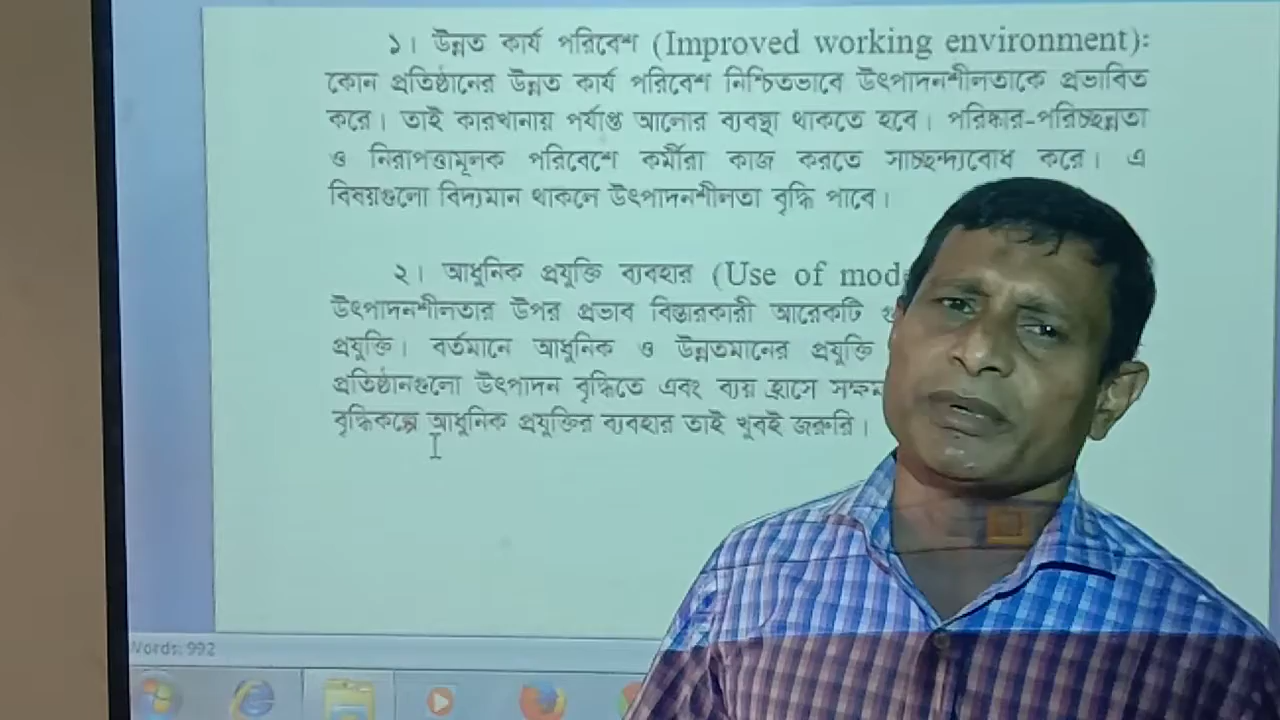 ১। উন্নত কার্য পরিবেশ (Improved working environment):
কোন প্রতিষ্ঠানের উন্নত কার্য পরিবেশ নিশ্চিতভাবে উৎপাদনশীলতাকে প্রভাবিত
করে। তাই কারখানায় পর্যাপ্ত আলোর ব্যবস্থা থাকতে হবে। পরিষ্কার-পরিচ্ছন্নতা
ও নিরাপত্তামূলক পরিবেশে কর্মীরা কাজ করতে সাচ্ছন্দ্যবোধ করে। এ
বিষয়গুলো বিদ্যমান থাকলে উৎপাদনশীলতা বৃদ্ধি পাবে।
২। আধুনিক প্রযুক্তি ব্যবহার (Use of
উৎপাদনশীলতার উপর প্রভাব বিস্তারকারী আরেকটি
প্রযুক্তি। বর্তমানে আধুনিক ও উন্নতমানের প্রযুক্তি
প্রতিষ্ঠানগুলো উৎপাদন বৃদ্ধিতে এবং ব্যয় হ্রাসে সক্ষম
বৃদ্ধিকল্পে আধুনিক প্রযুক্তির ব্যবহার তাই খুবই জরুরি।
Words: 992